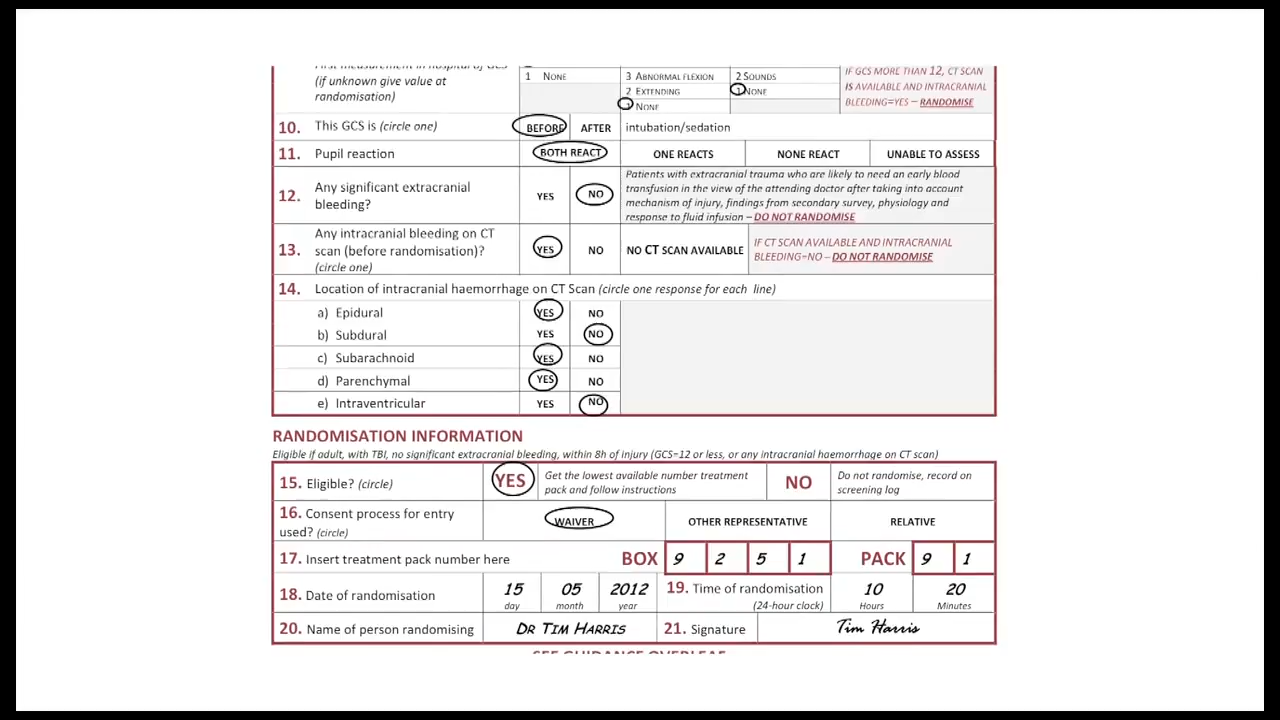 First measurement in hospital of GCS
(if unknown give value at
randomisation)
1 NONE
3 ABNORMAL FLEXION
2 EXTENDING
1 NONE
2 SOUNDS
1 NONE
IF GCS MORE THAN 12, CT SCAN
IS AVAILABLE AND INTRACRANIAL
BLEEDING=YES – RANDOMISE
10. This GCS is (circle one) BEFORE AFTER intubation/sedation
11. Pupil reaction BOTH REACT ONE REACTS NONE REACT UNABLE TO ASSESS
12. Any significant extracranial
bleeding?
YES NO
Patients with extracranial trauma who are likely to need an early blood
transfusion in the view of the attending doctor after taking into account
mechanism of injury, findings from secondary survey, physiology and
response to fluid infusion – DO NOT RANDOMISE
13. Any intracranial bleeding on CT
scan (before randomisation)?
(circle one)
YES NO NO CT SCAN AVAILABLE
IF CT SCAN AVAILABLE AND INTRACRANIAL
BLEEDING=NO – DO NOT RANDOMISE
14. Location of intracranial haemorrhage on CT Scan (circle one response for each line)
a) Epidural YES NO
b) Subdural YES NO
c) Subarachnoid YES NO
d) Parenchymal YES NO
e) Intraventricular YES NO
RANDOMISATION INFORMATION
Eligible if adult, with TBI, no significant extracranial bleeding, within 8h of injury (GCS=12 or less, or any intracranial haemorrhage on CT scan)
15. Eligible? (circle) YES
Get the lowest available number treatment
pack and follow instructions
NO
Do not randomise, record on
screening log
16. Consent process for entry
used? (circle)
WAIVER OTHER REPRESENTATIVE RELATIVE
17. Insert treatment pack number here BOX 9 2 5 1 PACK 9 1
18. Date of randomisation 15 05 2012
day month year
19. Time of randomisation
(24-hour clock)
10 20
Hours Minutes
20. Name of person randomising DR TIM HARRIS 21. Signature Tim Harris
SEE GUIDANCE OVERLEAF